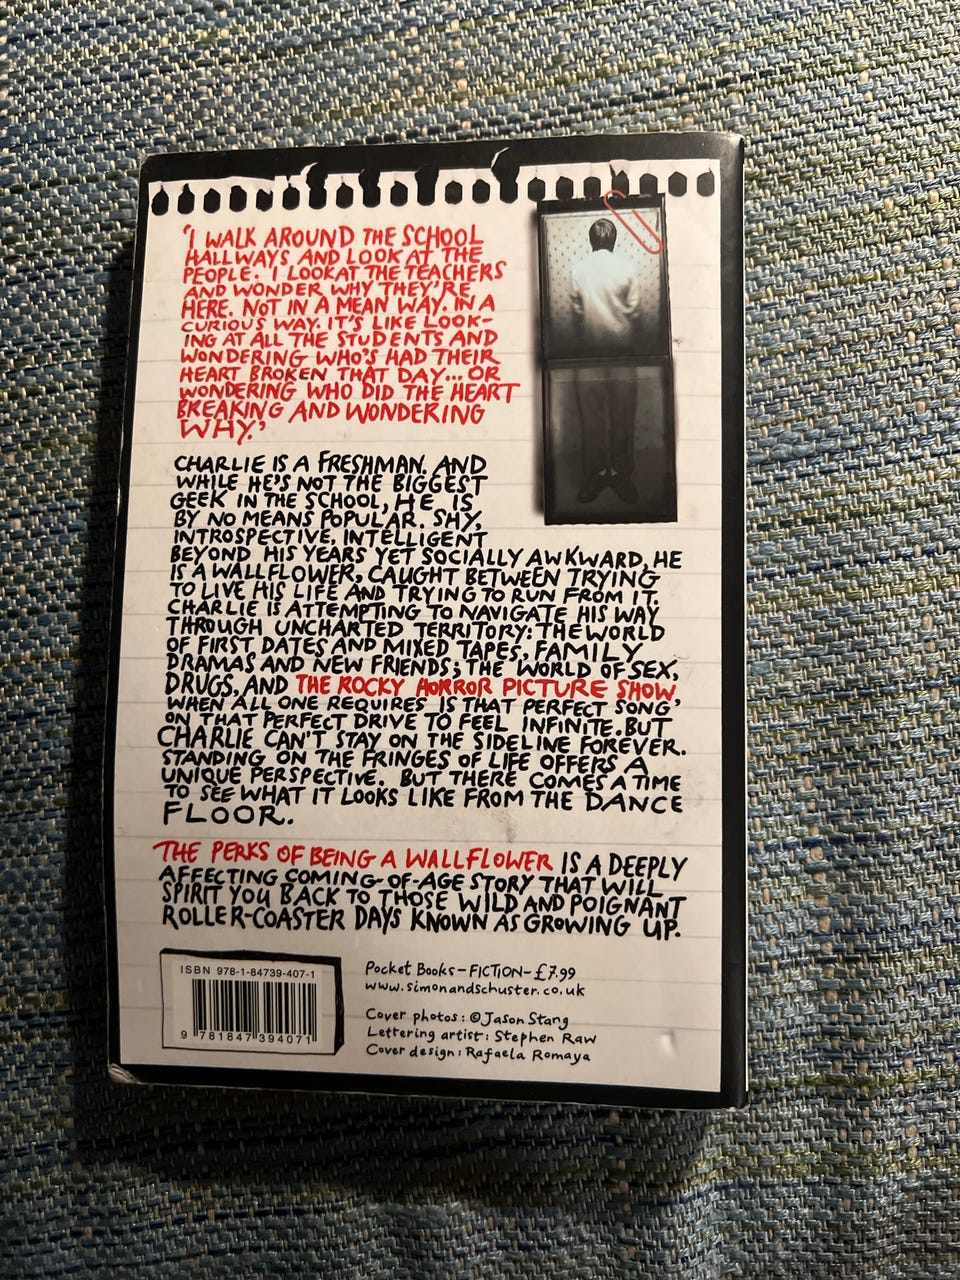 'I WALK AROUND THE SCHOOL
HALLWAYS AND LOOK AT THE
PEOPLE. I LOOK AT THE TEACHERS
AND WONDER WHY THEY'RE
HERE. NOT IN A MEAN WAY. IN A
CURIOUS WAY. IT'S LIKE LOOK-
ING AT ALL THE STUDENTS AND
WONDERING WHO'S HAD THEIR
HEART BROKEN THAT DAY... OR
WONDERING WHO DID THE HEART
BREAKING AND WONDERING
WHY.'
CHARLIE IS A FRESHMAN. AND
WHILE HE'S NOT THE BIGGEST
GEEK IN THE SCHOOL, HE IS
BY NO MEANS POPULAR. SHY,
INTROSPECTIVE, INTELLIGENT
BEYOND HIS YEARS YET SOCIALLY AWKWARD, HE
IS A WALLFLOWER, CAUGHT BETWEEN TRYING
TO LIVE HIS LIFE AND TRYING TO RUN FROM IT.
CHARLIE IS ATTEMPTING TO NAVIGATE HIS WAY
THROUGH UNCHARTED TERRITORY: THE WORLD
OF FIRST DATES AND MIXED TAPES, FAMILY
DRAMAS AND NEW FRIENDS; THE WORLD OF SEX,
DRUGS, AND THE ROCKY HORROR PICTURE SHOW,
WHEN ALL ONE REQUIRES IS THAT PERFECT SONG
ON THAT PERFECT DRIVE TO FEEL INFINITE. BUT
CHARLIE CAN'T STAY ON THE SIDELINE FOREVER.
STANDING ON THE FRINGES OF LIFE OFFERS A
UNIQUE PERSPECTIVE. BUT THERE COMES A TIME
TO SEE WHAT IT LOOKS LIKE FROM THE DANCE
FLOOR.
THE PERKS OF BEING A WALLFLOWER IS A DEEPLY
AFFECTING COMING-OF-AGE STORY THAT WILL
SPIRIT YOU BACK TO THOSE WILD AND POIGNANT
ROLLER-COASTER DAYS KNOWN AS GROWING UP.
ISBN 978-1-84739-407-1
9 781847 394071
Pocket Books - FICTION - £7.99
www.simonandschuster.co.uk
Cover photos: © Jason Stang
Lettering artist: Stephen Raw
Cover design: Rafaela Romaya